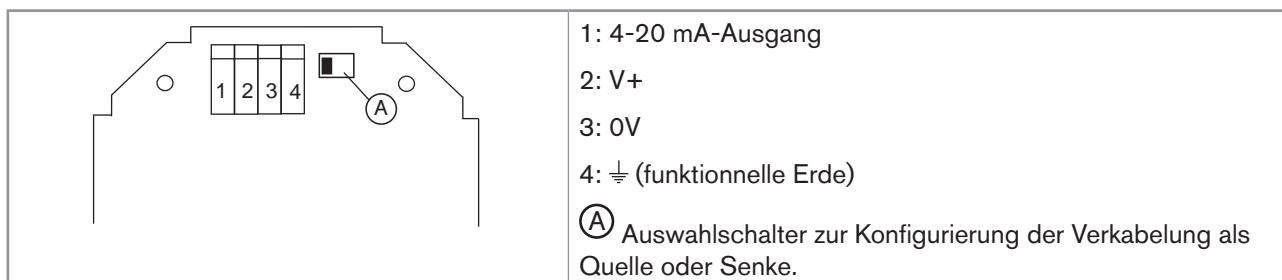 1 2 3 4
A
1: 4-20 mA-Ausgang
2: V+
3: 0V
4: ⏚ (funktionnelle Erde)
A Auswahlschalter zur Konfigurierung der Verkabelung als
Quelle oder Senke.